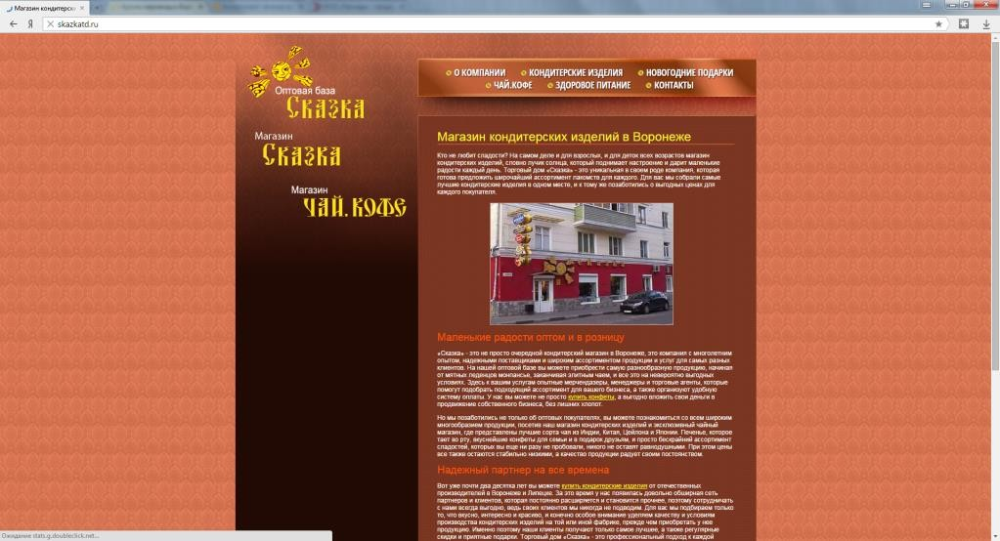 Магазин кондитерск
skazkatd.ru
Оптовая база
Сказка
Магазин
Сказка
Магазин
ЧАЙ.КОФЕ
О КОМПАНИИ КОНДИТЕРСКИЕ ИЗДЕЛИЯ НОВОГОДНИЕ ПОДАРКИ
ЧАЙ.КОФЕ ЗДОРОВОЕ ПИТАНИЕ КОНТАКТЫ
Магазин кондитерских изделий в Воронеже
Кто не любит сладости? На самом деле и для взрослых, и для деток всех возрастов магазин
кондитерских изделий, словно лучик солнца, который поднимает настроение и дарит маленькие
радости каждый день. Торговый дом «Сказка» - это уникальная в своем роде компания, которая
готова предложить широчайший ассортимент лакомств для каждого. Для вас мы собрали самые
лучшие кондитерские изделия в одном месте, и к тому же позаботились о выгодных ценах для
каждого покупателя.
Маленькие радости оптом и в розницу
«Сказка» - это не просто очередной кондитерский магазин в Воронеже, это компания с многолетним
опытом, надежными поставщиками и широким ассортиментом продукции и услуг для самых разных
клиентов. На нашей оптовой базе вы можете приобрести самую разнообразную продукцию, начиная
от мятных леденцов монпансье, заканчивая элитным чаем, и все это на невероятно выгодных
условиях. Здесь к вашим услугам опытные мерчендайзеры, менеджеры и торговые агенты, которые
помогут подобрать подходящий ассортимент для вашего бизнеса, а также организуют удобную
систему оплаты. У нас вы можете не просто купить конфеты, а выгодно вложить свои деньги в
продвижение собственного бизнеса, без лишних хлопот.
Но мы позаботились не только об оптовых покупателях, вы можете познакомиться со всем широким
многообразием продукции, посетив наш магазин кондитерских изделий и эксклюзивный чайный
магазин, где представлены лучшие сорта чая из Индии, Китая, Цейлона и Японии. Печенье, которое
тает во рту, вкуснейшие конфеты для семьи и в подарок друзьям, и просто бескрайний ассортимент
сладостей, которых вы еще ни разу не пробовали, никого не оставят равнодушными. При этом цены
все также остаются стабильно низкими, а качество продукции радует своим постоянством.
Надежный партнер на все времена
Вот уже почти два десятка лет вы можете купить кондитерские изделия от отечественных
производителей в Воронеже и Липецке. За это время у нас появилась довольно обширная сеть
партнеров и клиентов, которая постоянно расширяется и становится прочнее, поэтому сотрудничать
с нами всегда выгодно, ведь своих клиентов мы никогда не подводим. Для вас мы подбираем только
то, что вкусно, интересно и красиво, и конечно особое внимание уделяем качеству и условиям
производства кондитерских изделий на той или иной фабрике, прежде чем приобретать у нее
продукцию. Именно поэтому наши клиенты получают только самое лучшее, а также регулярные
скидки и приятные подарки. Торговый дом «Сказка» - это профессиональный подход к каждой
Ожидание stats.g.doubleclick.net...